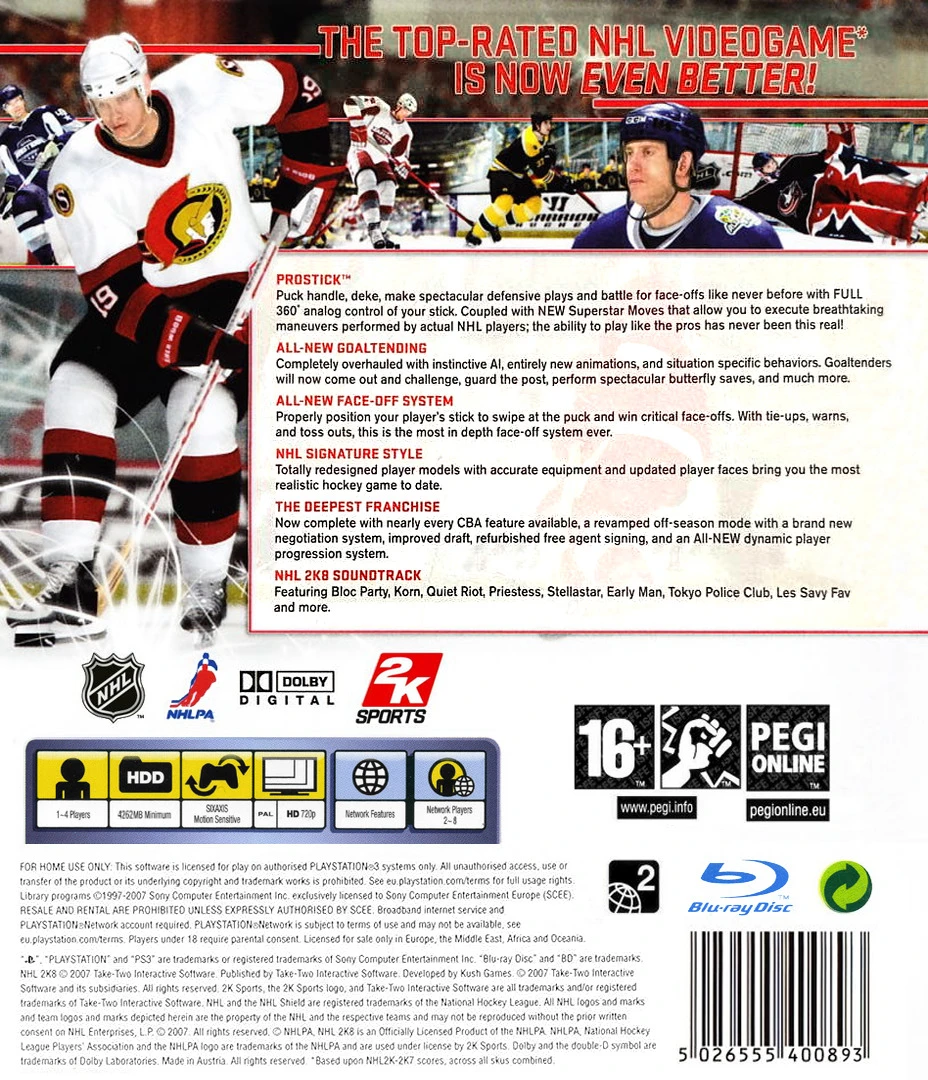 THE TOP-RATED NHL VIDEOGAME*
IS NOW EVEN BETTER!
PROSTICK™
Puck handle, deke, make spectacular defensive plays and battle for face-offs like never before with FULL
360° analog control of your stick. Coupled with NEW Superstar Moves that allow you to execute breathtaking
maneuvers performed by actual NHL players; the ability to play like the pros has never been this real!
ALL-NEW GOALTENDING
Completely overhauled with instinctive AI, entirely new animations, and situation specific behaviors. Goaltenders
will now come out and challenge, guard the post, perform spectacular butterfly saves, and much more.
ALL-NEW FACE-OFF SYSTEM
Properly position your player's stick to swipe at the puck and win critical face-offs. With tie-ups, warns,
and toss outs, this is the most in depth face-off system ever.
NHL SIGNATURE STYLE
Totally redesigned player models with accurate equipment and updated player faces bring you the most
realistic hockey game to date.
THE DEEPEST FRANCHISE
Now complete with nearly every CBA feature available, a revamped off-season mode with a brand new
negotiation system, improved draft, refurbished free agent signing, and an All-NEW dynamic player
progression system.
NHL 2K8 SOUNDTRACK
Featuring Bloc Party, Korn, Quiet Riot, Priestess, Stellastar, Early Man, Tokyo Police Club, Les Savy Fav
and more.
19
19
NHL ™
NHLPA
DOLBY
DIGITAL
2K
SPORTS
HDD
1-4 Players
4262MB Minimum
SIXAXIS
Motion Sensitive
PAL
HD 720p
Network Features
Network Players
2-8
16+ ™
www.pegi.info
PEGI
ONLINE
pegionline.eu
FOR HOME USE ONLY: This software is licensed for play on authorised PLAYSTATION®3 systems only. All unauthorised access, use or
transfer of the product or its underlying copyright and trademark works is prohibited. See eu.playstation.com/terms for full usage rights.
Library programs ©1997-2007 Sony Computer Entertainment Inc. exclusively licensed to Sony Computer Entertainment Europe (SCEE).
RESALE AND RENTAL ARE PROHIBITED UNLESS EXPRESSLY AUTHORISED BY SCEE. Broadband internet service and
PLAYSTATION®Network account required. PLAYSTATION®Network is subject to terms of use and may not be available, see
eu.playstation.com/terms. Players under 18 require parental consent. Licensed for sale only in Europe, the Middle East, Africa and Oceania.
2
Blu-ray Disc
", "PLAYSTATION" and "PS3" are trademarks or registered trademarks of Sony Computer Entertainment Inc. "Blu-ray Disc" and "BD" are trademarks.
NHL 2K8 © 2007 Take-Two Interactive Software. Published by Take-Two Interactive Software. Developed by Kush Games. © 2007 Take-Two Interactive
Software and its subsidiaries. All rights reserved. 2K Sports, the 2K Sports logo, and Take-Two Interactive Software are all trademarks and/or registered
trademarks of Take-Two Interactive Software. NHL and the NHL Shield are registered trademarks of the National Hockey League. All NHL logos and marks
and team logos and marks depicted herein are the property of the NHL and the respective teams and may not be reproduced without the prior written
consent on NHL Enterprises, L.P. © 2007. All rights reserved. © NHLPA, NHL 2K8 is an Officially Licensed Product of the NHLPA. NHLPA, National Hockey
League Players' Association and the NHLPA logo are trademarks of the NHLPA and are used under license by 2K Sports. Dolby and the double-D symbol are
trademarks of Dolby Laboratories. Made in Austria. All rights reserved. *Based upon NHL2K-2K7 scores, across all skus combined.
5 026555 400893